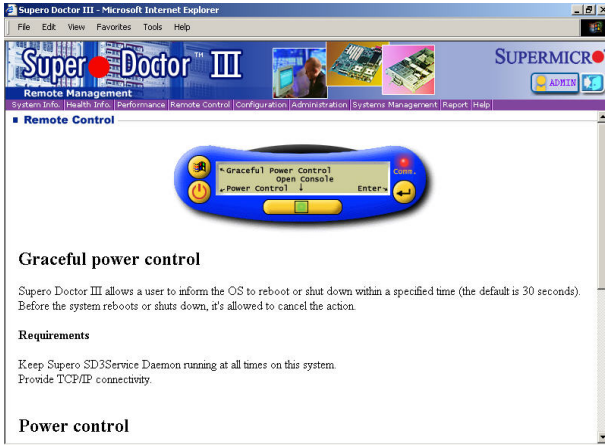 Supero Doctor III - Microsoft Internet Explorer
File Edit View Favorites Tools Help
Super Doctor ™ III
Remote Management
SUPERMICR
ADMIN
System Info. Health Info. Performance Remote Control Configuration Administration Systems Management Report Help
Remote Control
Graceful Power Control
Open Console
Power Control ↓ Enter
Comm.
Graceful power control
Supero Doctor III allows a user to inform the OS to reboot or shut down within a specified time (the default is 30 seconds).
Before the system reboots or shuts down, it's allowed to cancel the action.
Requirements
Keep Supero SD3Service Daemon running at all times on this system.
Provide TCP/IP connectivity.
Power control